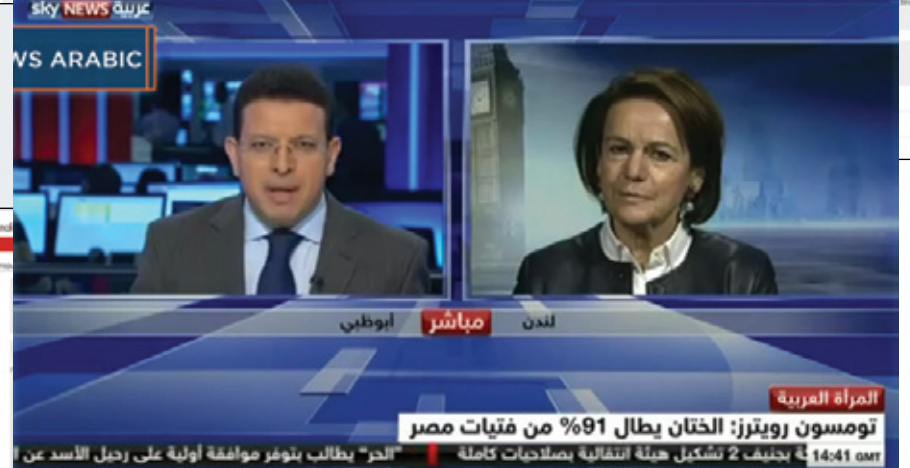 sky NEWS عربية
WS ARABIC
لندن
مباشر
أبوظبي
المرأة العربية
تومسون رويترز: الختان يطال 91% من فتيات مصر
14:41 GMT
بجنيف 2 تشكيل هيئة انتقالية بصلاحيات كاملة
"الحر" يطالب بتوفر موافقة أولية على رحيل الأسد عن